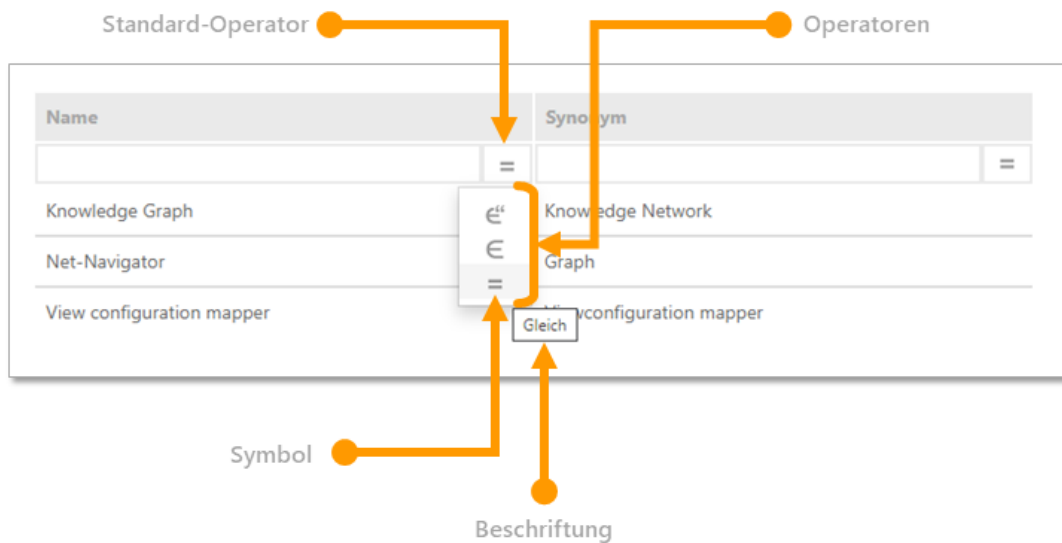 Standard-Operator Operatoren
Name Synonym
= =
Knowledge Graph ∈“ Knowledge Network
∈
Net-Navigator Graph
=
View configuration mapper Viewconfiguration mapper
Gleich
Symbol
Beschriftung